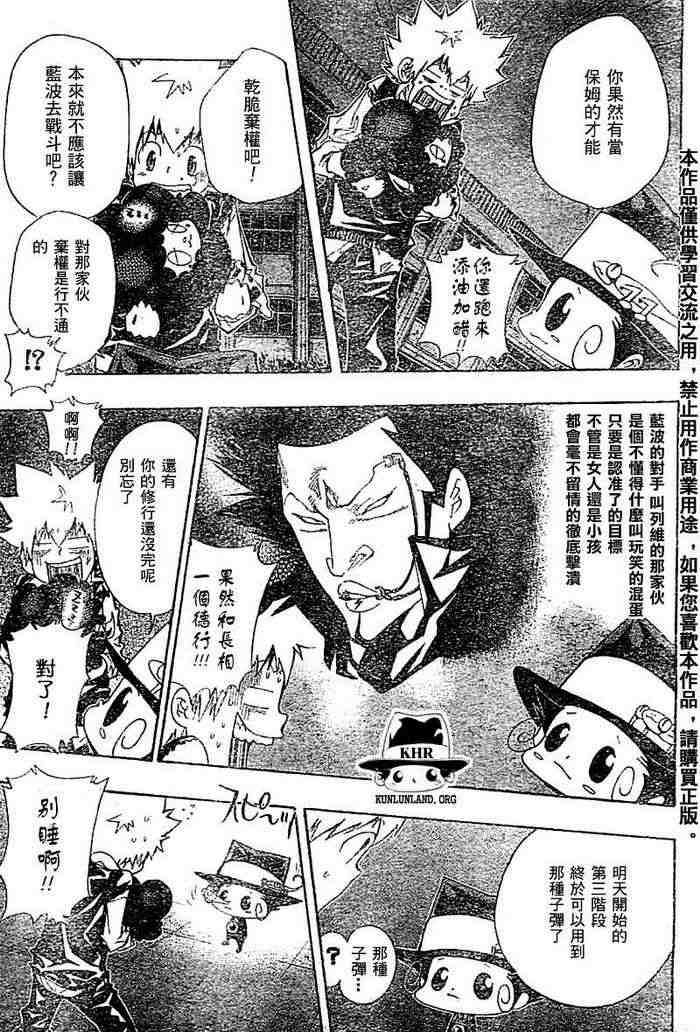 你果然有當
保姆的才能
你還跑來
添油加醋!!
乾脆棄權吧!
本來就不應該讓
藍波去戰斗吧?
對那家伙
棄權是行不通
的
!?
藍波的對手 叫列維的那家伙
是個不懂得什麼叫玩笑的混蛋
只要是認准了的目標
不管是女人還是小孩
都會毫不留情的徹底擊潰
果然和長相
一個德行!!!
還有
你的修行還沒完呢
別忘了
啊啊!!
對了!
KHR
KUNLUNLAND.ORG
明天開始的
第三階段
終於可以用到
那種子彈了
那種
子彈…
?
スピ〜
別睡啊!!
本作品僅供學習交流之用，禁止用作商業用途，如果您喜歡本作品，請購買正版。